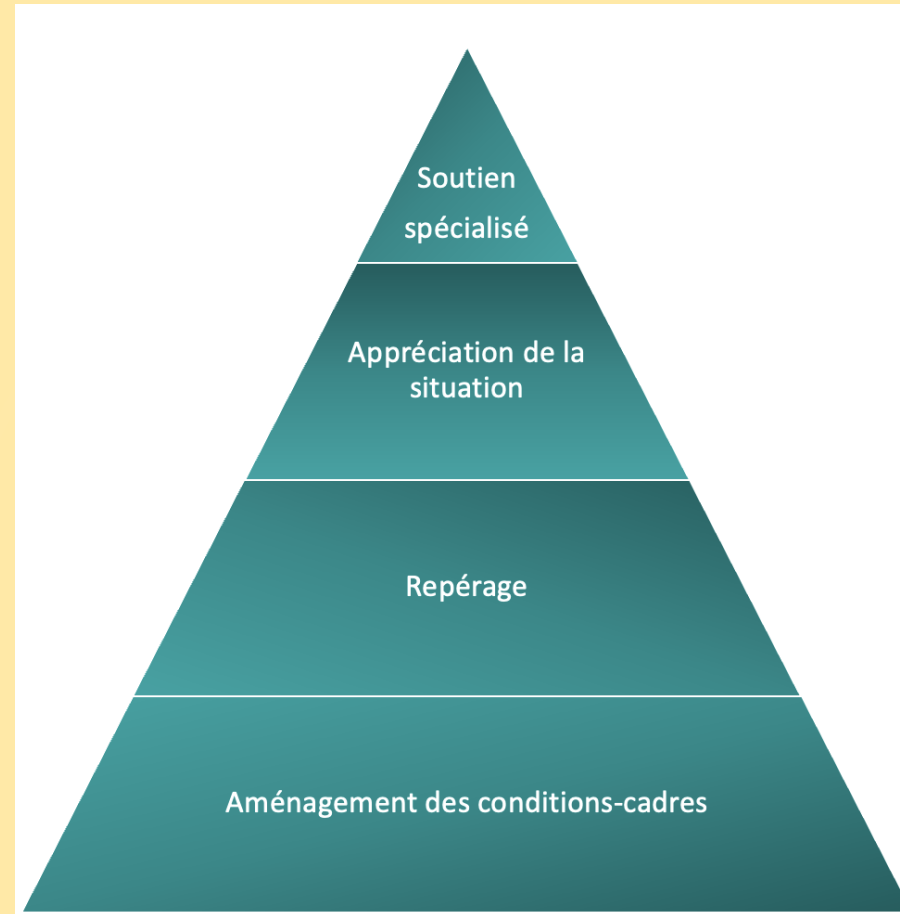 Soutien
spécialisé
Appréciation de la
situation
Repérage
Aménagement des conditions-cadres